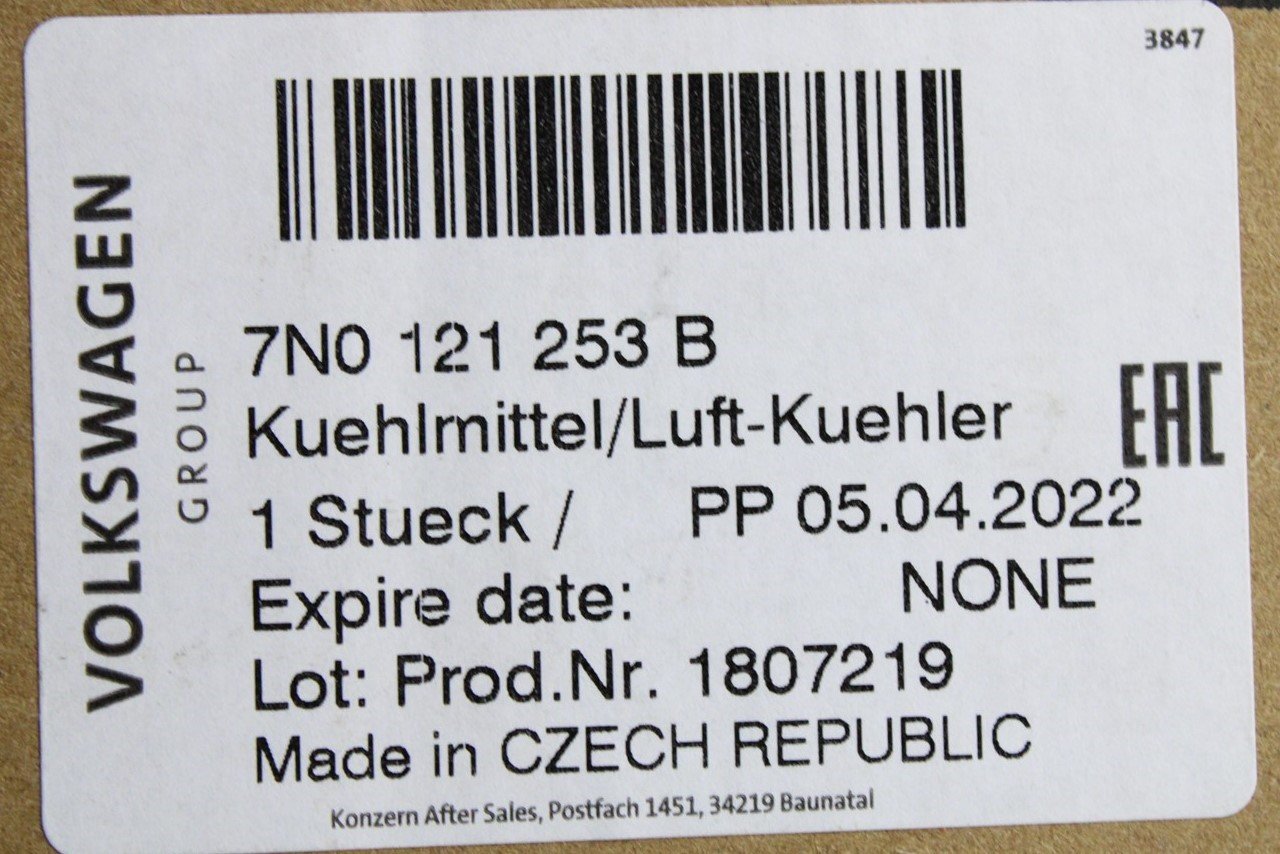 3847
VOLKSWAGEN
GROUP
7N0 121 253 B
Kuehlmittel/Luft-Kuehler
EAC
1 Stueck / PP 05.04.2022
Expire date: NONE
Lot: Prod.Nr. 1807219
Made in CZECH REPUBLIC
Konzern After Sales, Postfach 1451, 34219 Baunatal